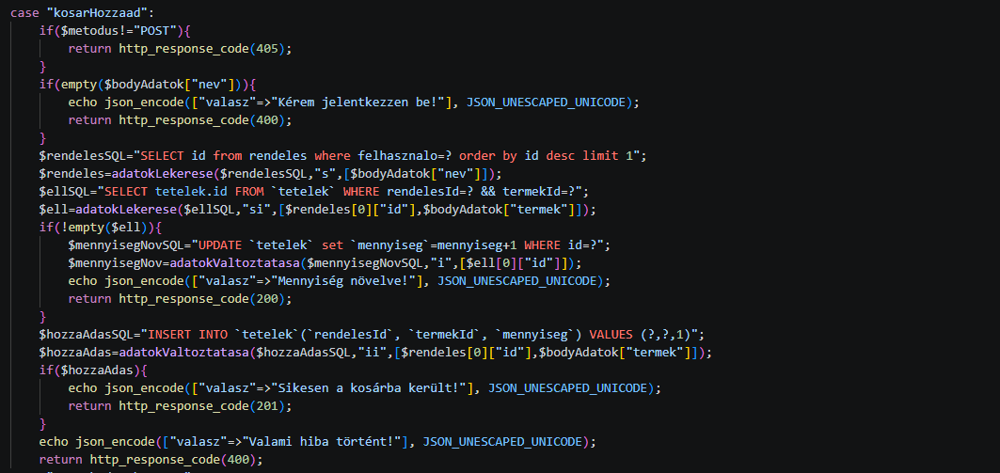 case "kosarHozzaad":
if($metodus!="POST"){
return http_response_code(405);
}
if(empty($bodyAdatok["nev"])){
echo json_encode(["valasz"=>"Kérem jelentkezzen be!"], JSON_UNESCAPED_UNICODE);
return http_response_code(400);
}
$rendelesSQL="SELECT id from rendeles where felhasznalo=? order by id desc limit 1";
$rendeles=adatokLekerese($rendelesSQL,"s",[$bodyAdatok["nev"]]);
$ellSQL="SELECT tetelek.id FROM `tetelek` WHERE rendelesId=? && termekId=?";
$ell=adatokLekerese($ellSQL,"si",[$rendeles[0]["id"],$bodyAdatok["termek"]]);
if(!empty($ell)){
$mennyisegNovSQL="UPDATE `tetelek` set `mennyiseg`=mennyiseg+1 WHERE id=?";
$mennyisegNov=adatokValtoztatasa($mennyisegNovSQL,"i",[$ell[0]["id"]]);
echo json_encode(["valasz"=>"Mennyiség növelve!"], JSON_UNESCAPED_UNICODE);
return http_response_code(200);
}
$hozzaAdasSQL="INSERT INTO `tetelek`(`rendelesId`, `termekId`, `mennyiseg`) VALUES (?,?,1)";
$hozzaAdas=adatokValtoztatasa($hozzaAdasSQL,"ii",[$rendeles[0]["id"],$bodyAdatok["termek"]]);
if($hozzaAdas){
echo json_encode(["valasz"=>"Sikesen a kosárba került!"], JSON_UNESCAPED_UNICODE);
return http_response_code(201);
}
echo json_encode(["valasz"=>"Valami hiba történt!"], JSON_UNESCAPED_UNICODE);
return http_response_code(400);